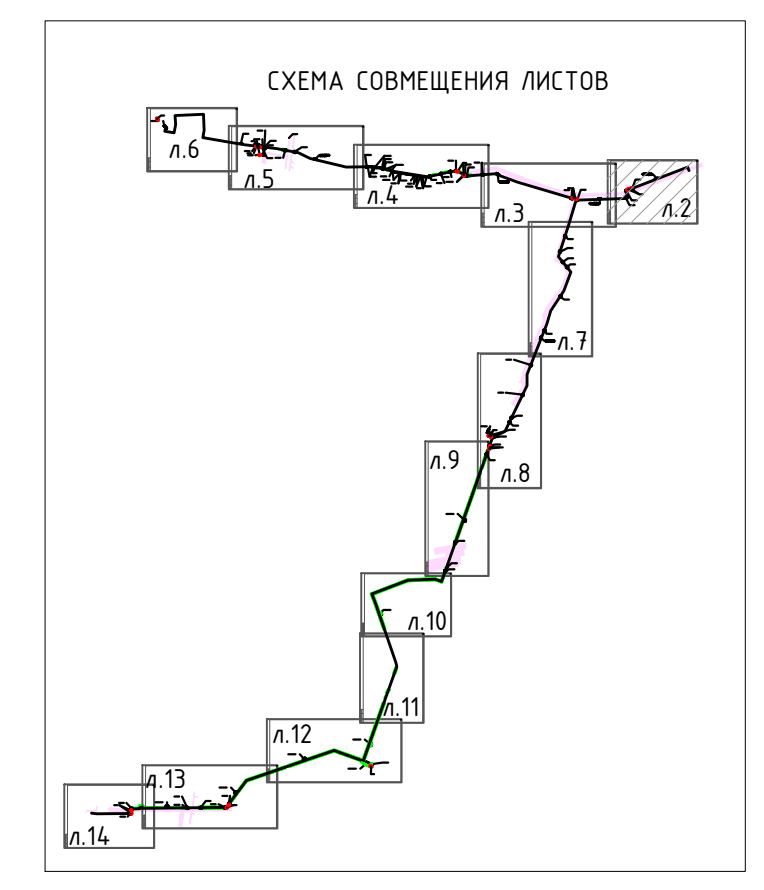 СХЕМА СОВМЕЩЕНИЯ ЛИСТОВ
л.6
л.5
л.4
л.3
л.2
л.7
л.8
л.9
л.10
л.11
л.12
л.13
л.14